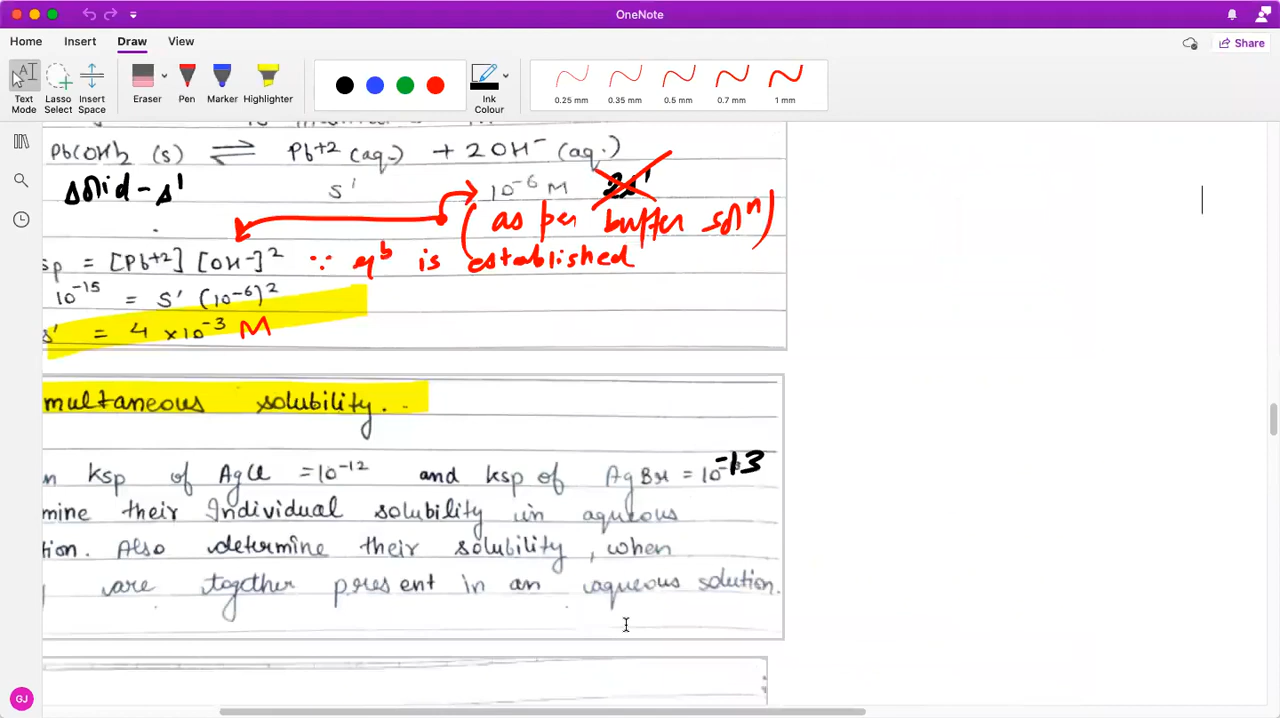 OneNote
Home Insert Draw View
Share
Text Mode
Lasso Select
Insert Space
Eraser
Pen
Marker
Highlighter
Ink Colour
0.25 mm 0.35 mm 0.5 mm 0.7 mm 1 mm
Pb(OH)2 (s) ⇌ Pb+2 (aq.) + 2OH- (aq.)
solid - s' s' 10^-6 M 2s'
(as per buffer sol^n)
sp = [Pb+2] [OH-]^2 ∵ eq^b is established
10^-15 = S' (10^-6)^2
s' = 4 ×10^-3 M
multaneous solubility..
n ksp of AgCl =10^-12 and ksp of AgBr = 10^-13
mine their Individual solubility in aqueous
tion. Also determine their solubility, when
are together present in an aqueous solution.
GJ